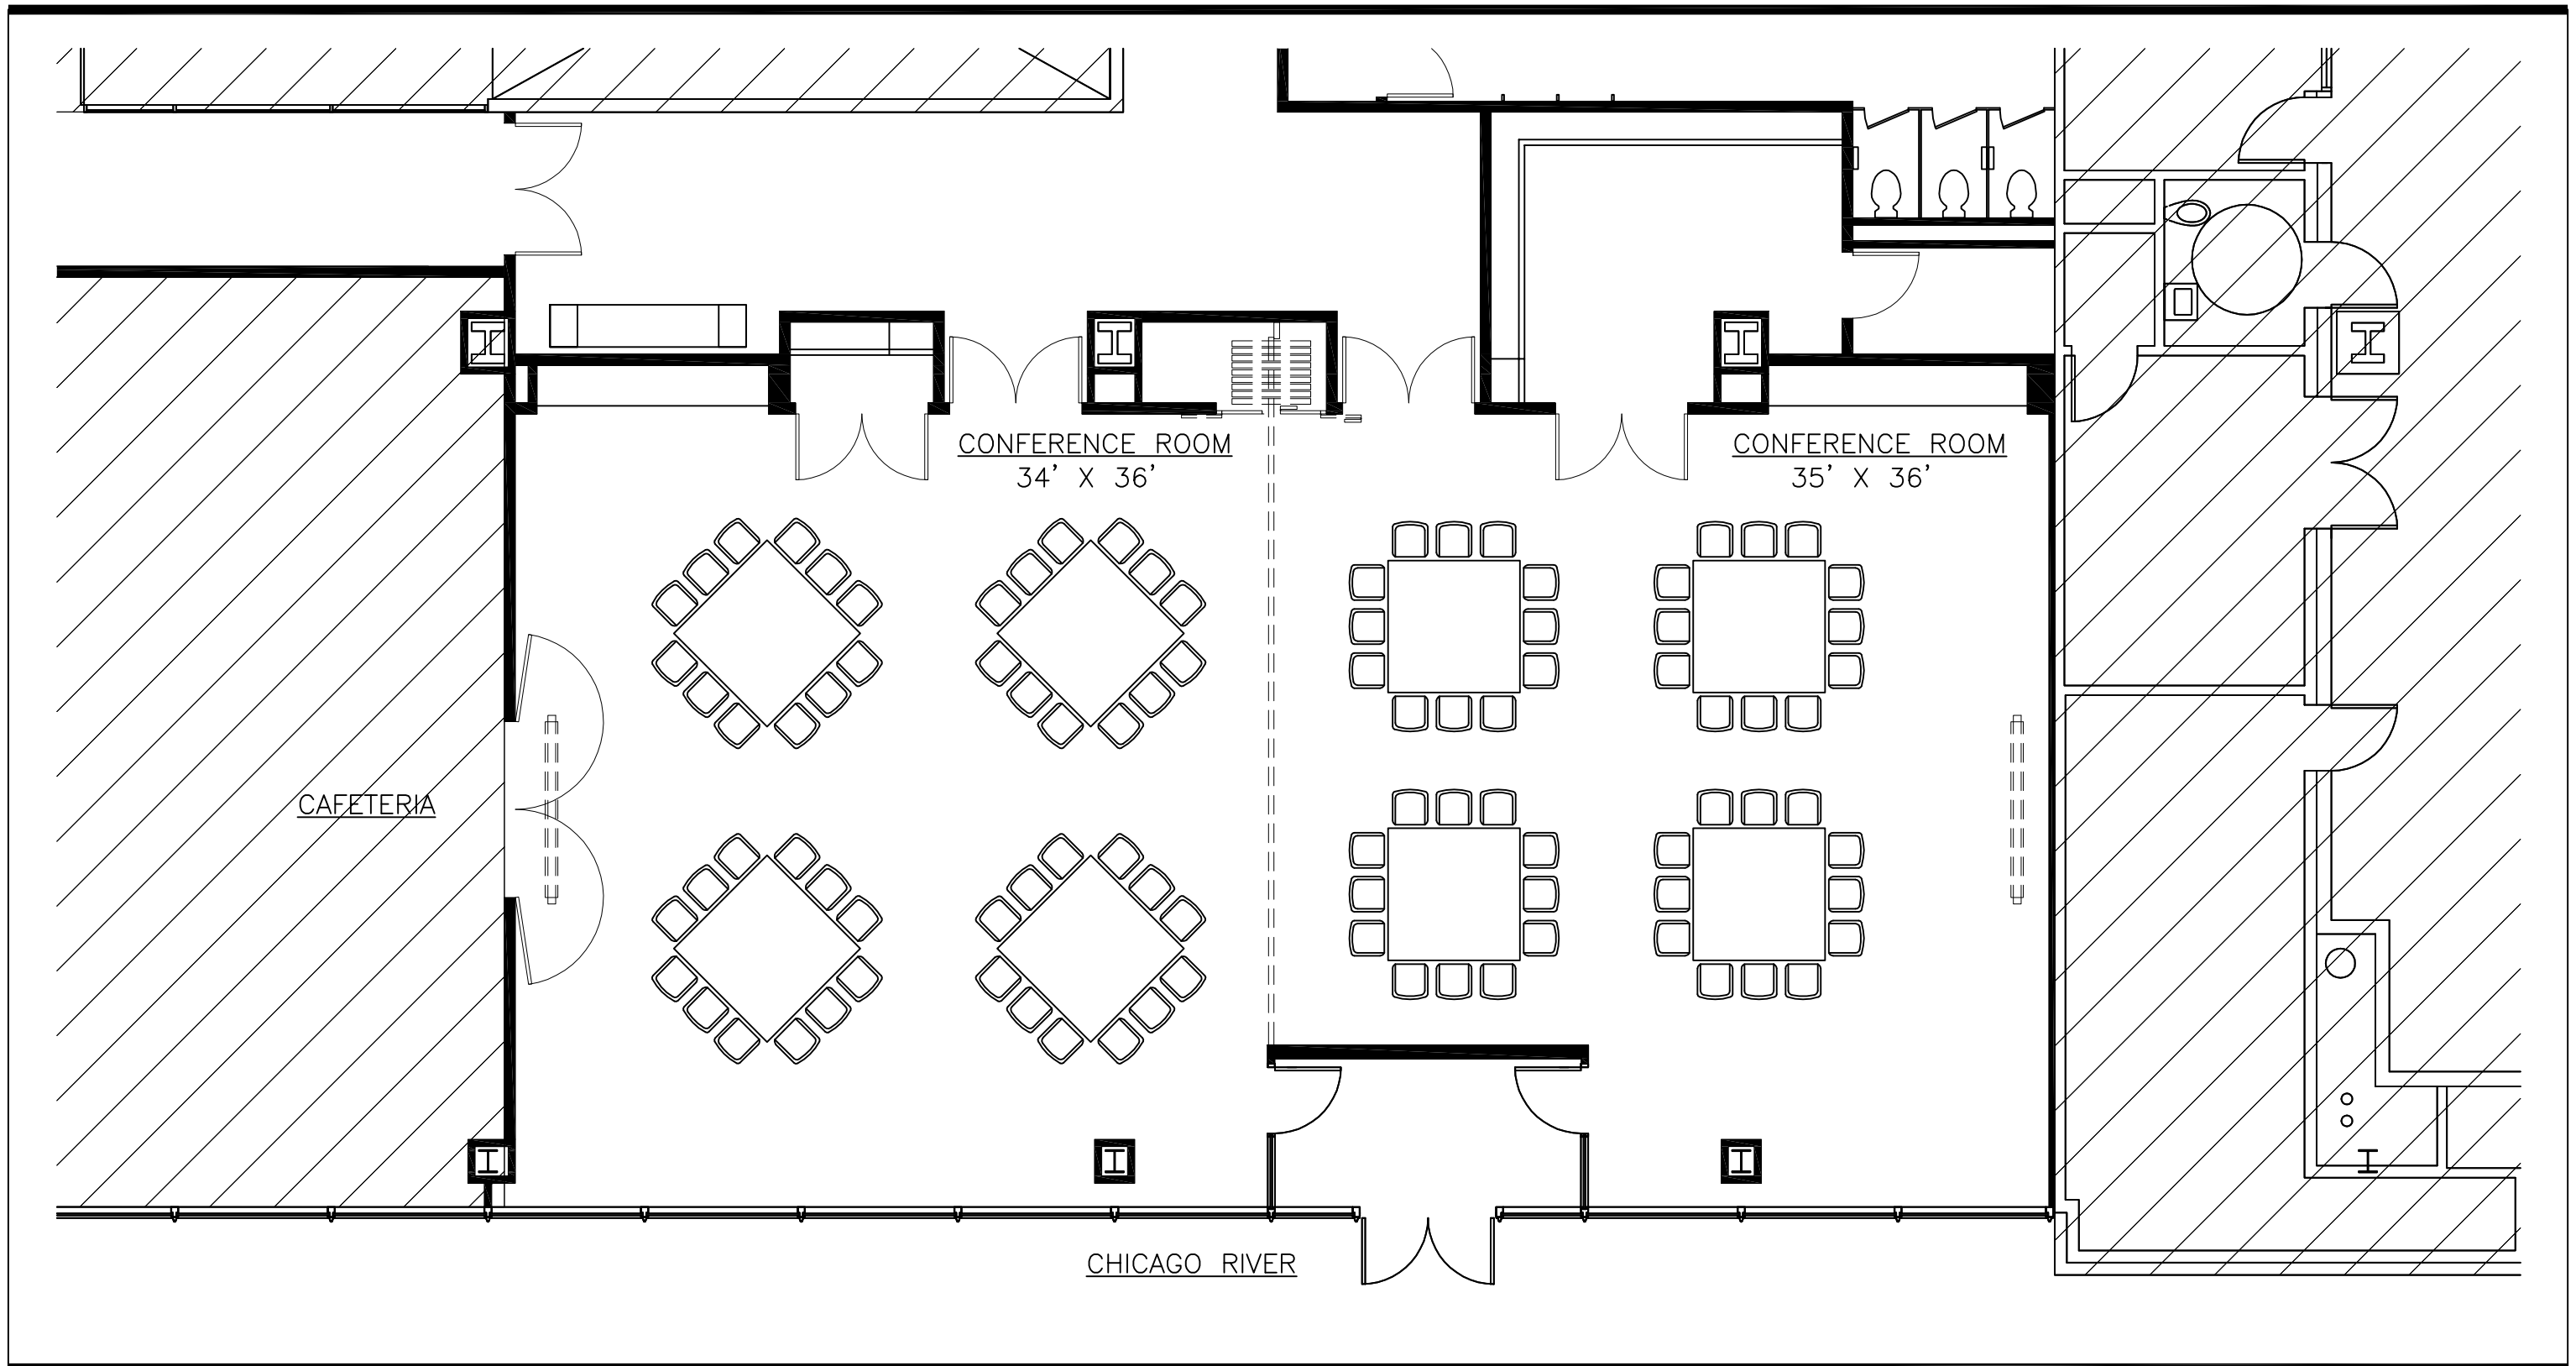 CONFERENCE ROOM
34' X 36'
CONFERENCE ROOM
35' X 36'
CAFETERIA
CHICAGO RIVER